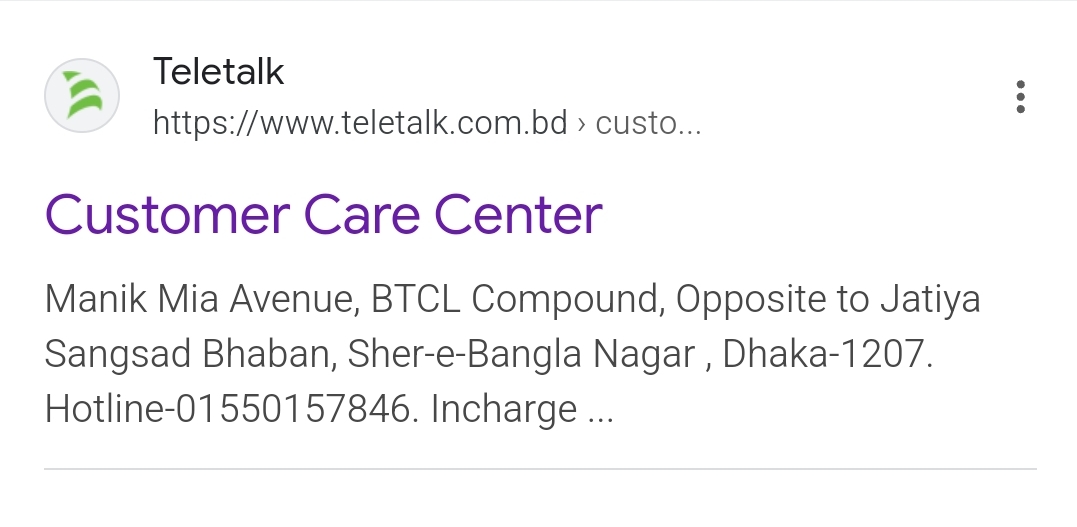 Teletalk
https://www.teletalk.com.bd › custo...
Customer Care Center
Manik Mia Avenue, BTCL Compound, Opposite to Jatiya
Sangsad Bhaban, Sher-e-Bangla Nagar , Dhaka-1207.
Hotline-01550157846. Incharge ...